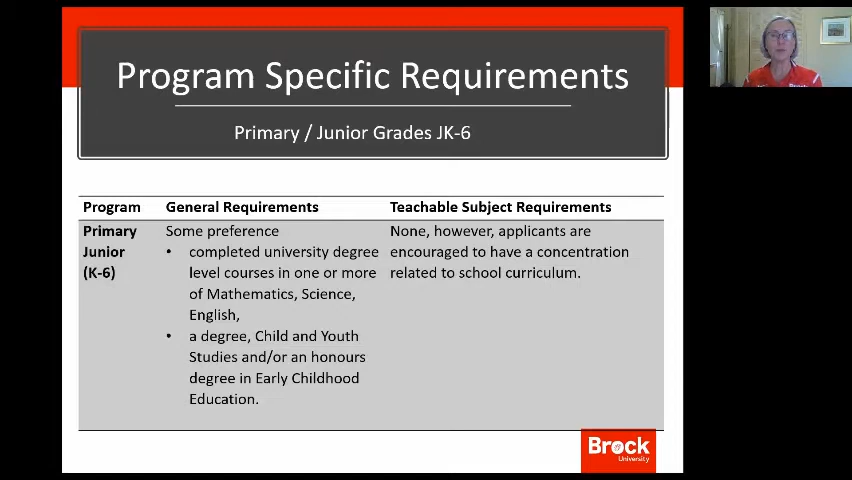 Program Specific Requirements
Primary / Junior Grades JK-6
Program General Requirements Teachable Subject Requirements
Primary Junior (K-6)
Some preference
• completed university degree
level courses in one or more
of Mathematics, Science,
English,
• a degree, Child and Youth
Studies and/or an honours
degree in Early Childhood
Education.
None, however, applicants are
encouraged to have a concentration
related to school curriculum.
Brock
University